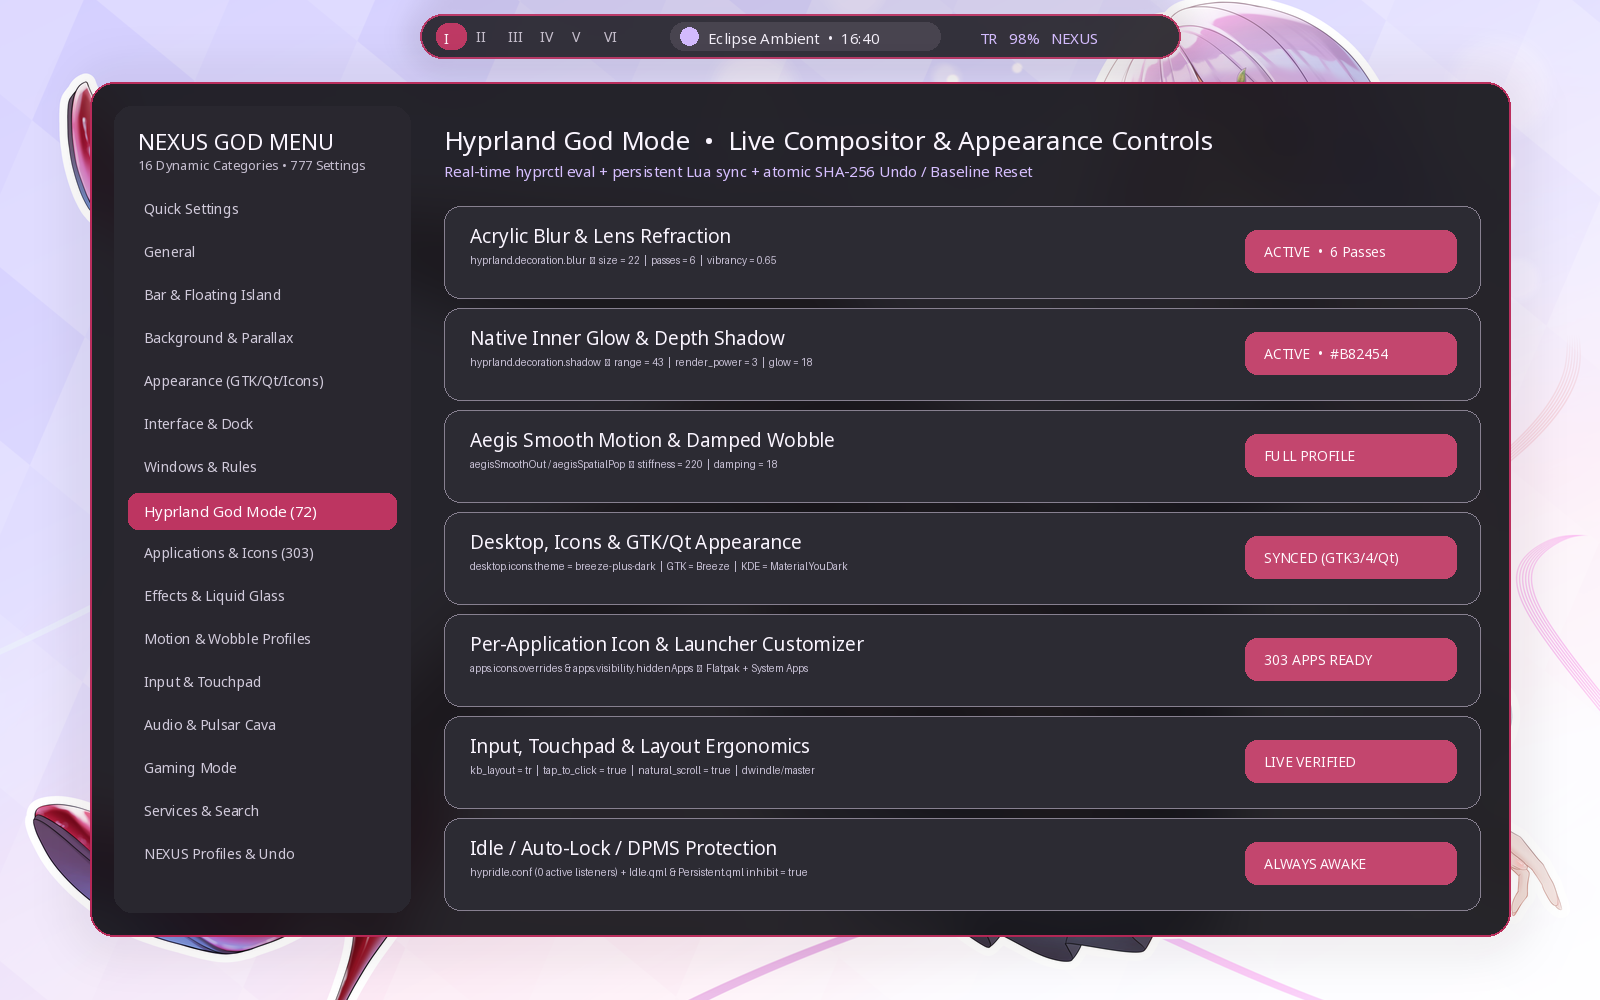 I II III IV V VI Eclipse Ambient • 16:40 TR 98% NEXUS
NEXUS GOD MENU
16 Dynamic Categories • 777 Settings
Quick Settings
General
Bar & Floating Island
Background & Parallax
Appearance (GTK/Qt/Icons)
Interface & Dock
Windows & Rules
Hyprland God Mode (72)
Applications & Icons (303)
Effects & Liquid Glass
Motion & Wobble Profiles
Input & Touchpad
Audio & Pulsar Cava
Gaming Mode
Services & Search
NEXUS Profiles & Undo
Hyprland God Mode • Live Compositor & Appearance Controls
Real-time hyprctl eval + persistent Lua sync + atomic SHA-256 Undo / Baseline Reset
Acrylic Blur & Lens Refraction
hyprland.decoration.blur size = 22 | passes = 6 | vibrancy = 0.65
ACTIVE • 6 Passes
Native Inner Glow & Depth Shadow
hyprland.decoration.shadow range = 43 | render_power = 3 | glow = 18
ACTIVE • #B82454
Aegis Smooth Motion & Damped Wobble
aegisSmoothOut / aegisSpatialPop stiffness = 220 | damping = 18
FULL PROFILE
Desktop, Icons & GTK/Qt Appearance
desktop.icons.theme = breeze-plus-dark | GTK = Breeze | KDE = MaterialYouDark
SYNCED (GTK3/4/Qt)
Per-Application Icon & Launcher Customizer
apps.icons.overrides & apps.visibility.hiddenApps Flatpak + System Apps
303 APPS READY
Input, Touchpad & Layout Ergonomics
kb_layout = tr | tap_to_click = true | natural_scroll = true | dwindle/master
LIVE VERIFIED
Idle / Auto-Lock / DPMS Protection
hypridle.conf (0 active listeners) + Idle.qml & Persistent.qml inhibit = true
ALWAYS AWAKE